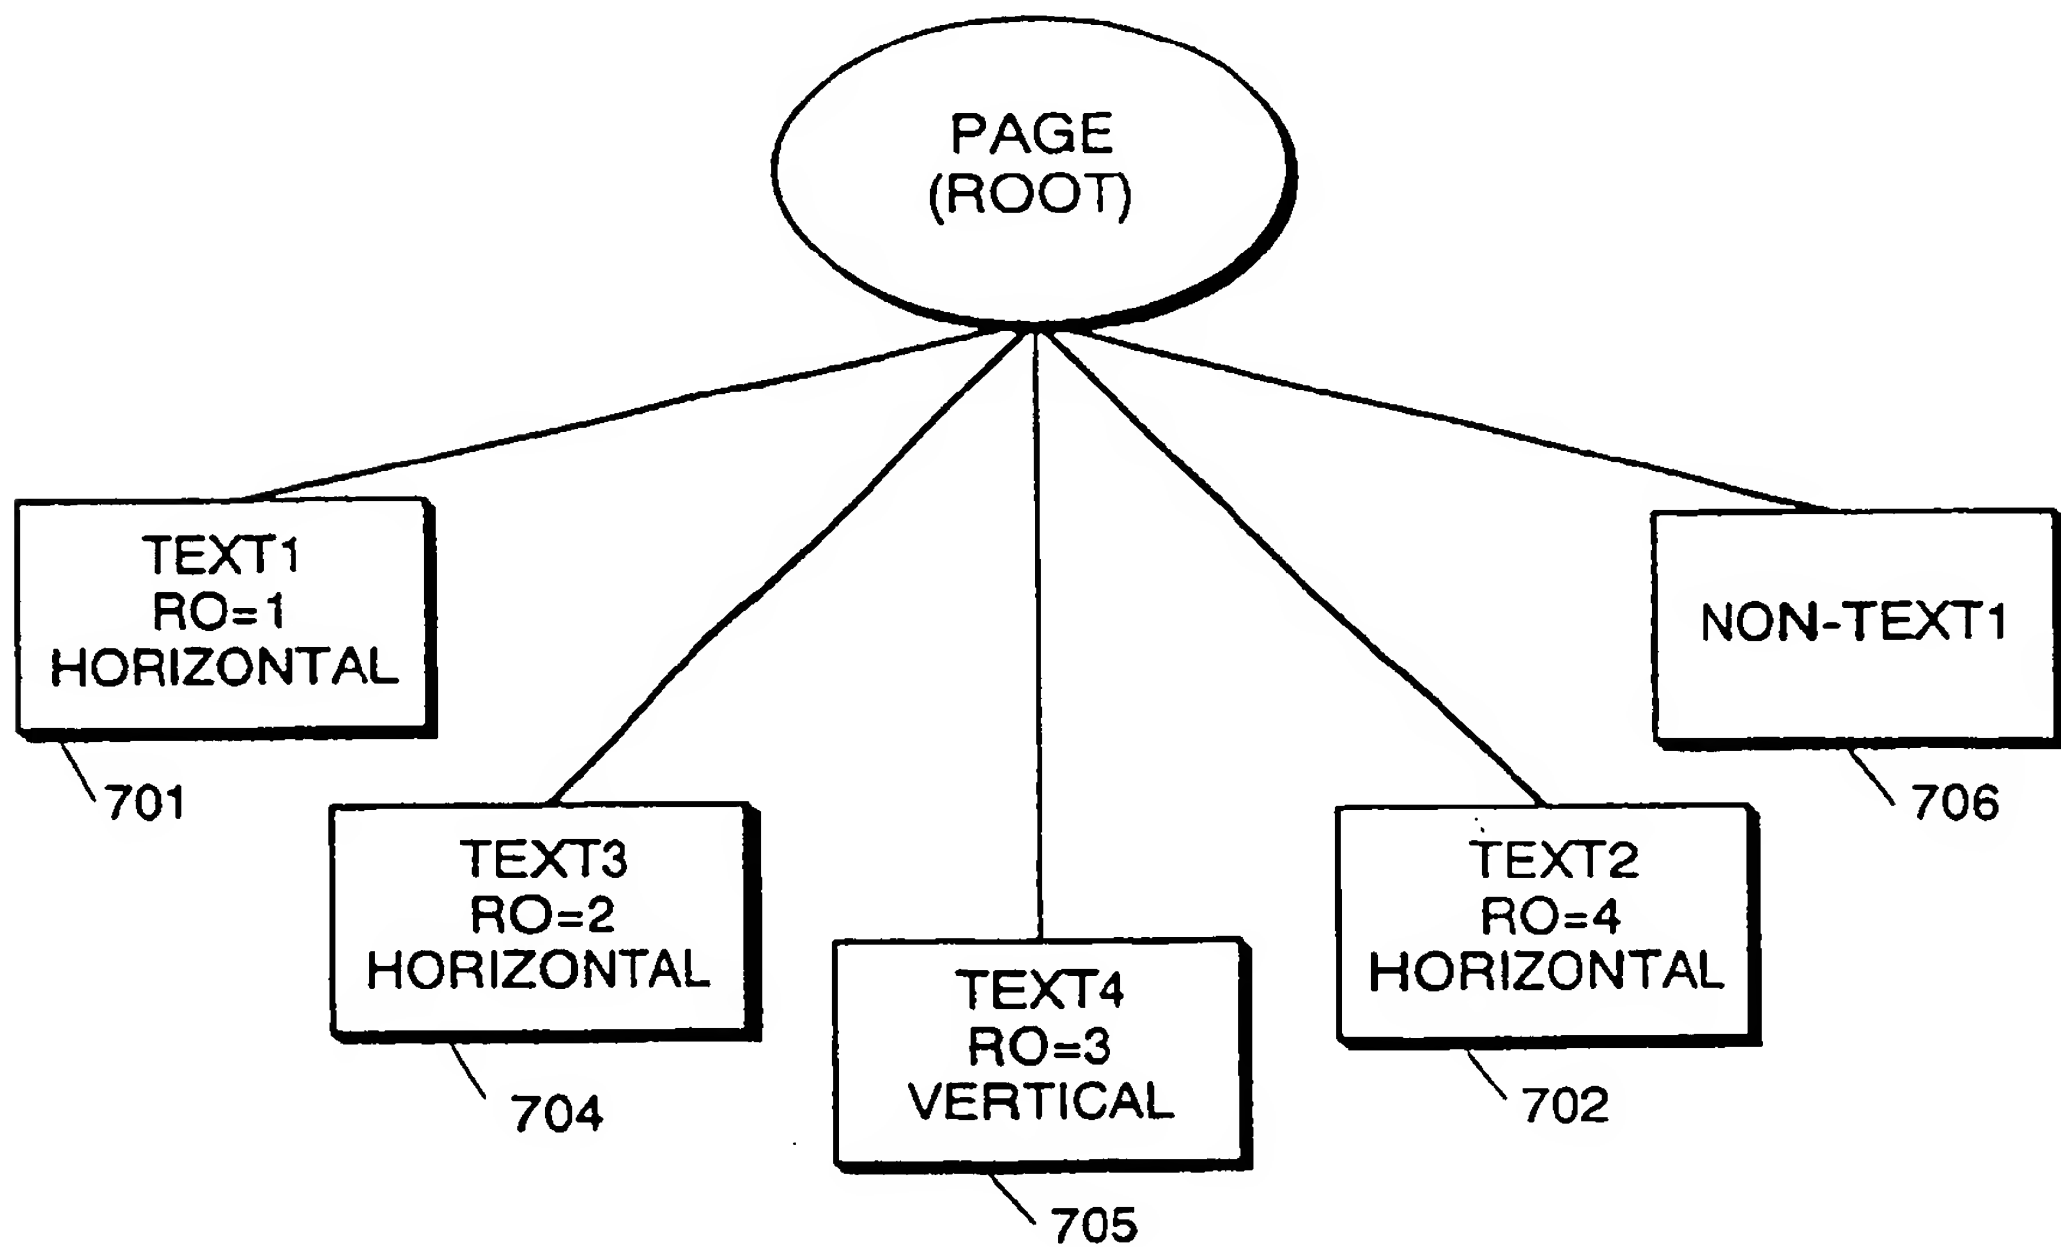 PAGE
(ROOT)
TEXT1
RO=1
HORIZONTAL
701
TEXT3
RO=2
HORIZONTAL
704
TEXT4
RO=3
VERTICAL
705
TEXT2
RO=4
HORIZONTAL
702
NON-TEXT1
706